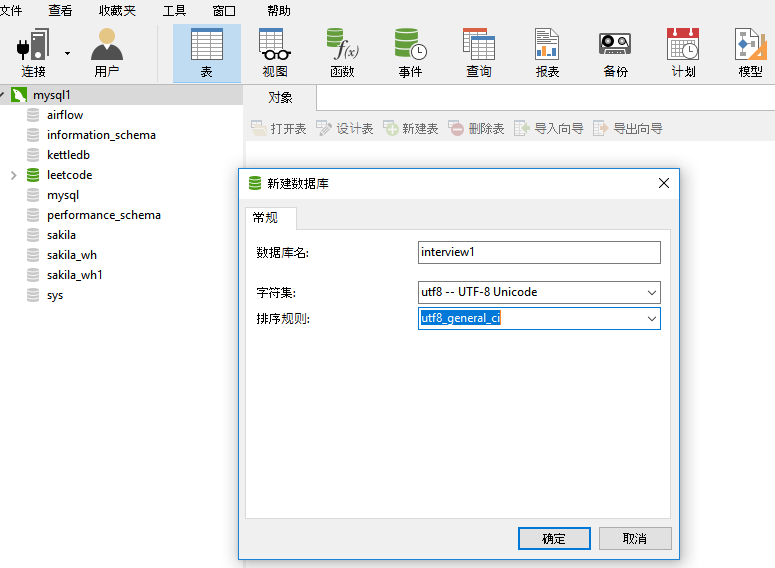 文件 查看 收藏夹 工具 窗口 帮助
连接 用户 表 视图 f(x) 函数 事件 查询 报表 备份 计划 模型
mysql1
对象
airflow
打开表 设计表 新建表 删除表 导入向导 导出向导
information_schema
kettledb
leetcode
mysql
performance_schema
sakila
sakila_wh
sakila_wh1
sys
新建数据库
常规
数据库名: interview1
字符集: utf8 -- UTF-8 Unicode
排序规则: utf8_general_ci
确定 取消